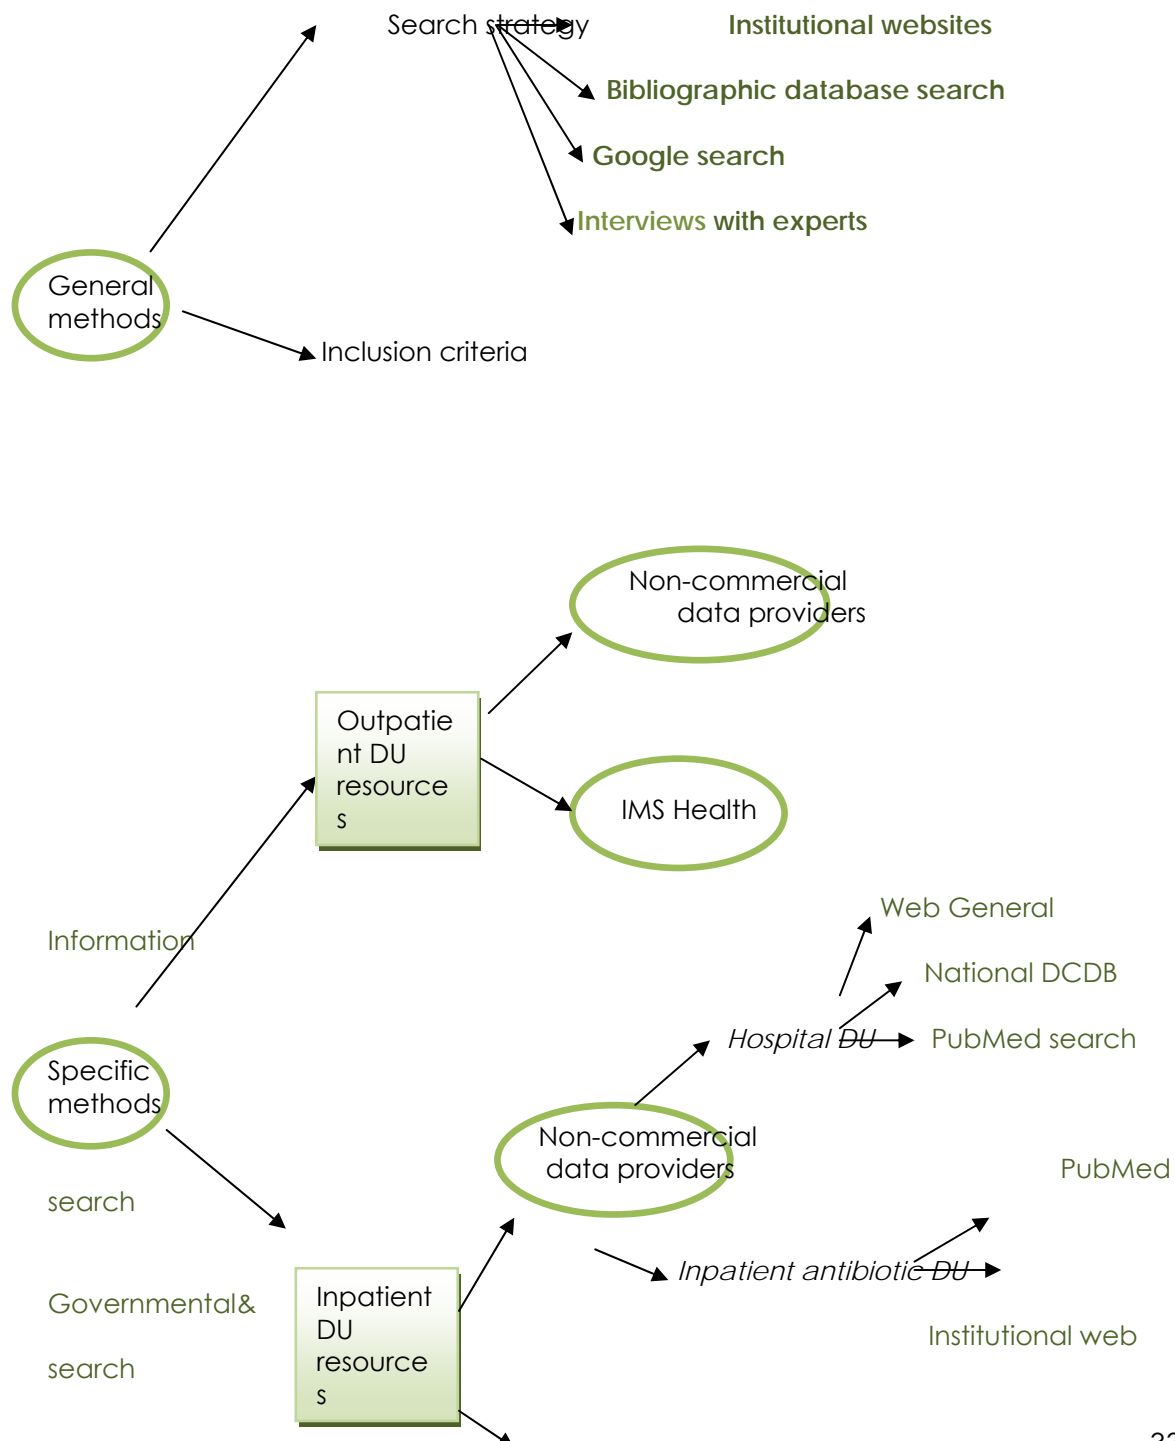 Search strategy Institutional websites
Bibliographic database search
Google search
Interviews with experts
General
methods
Inclusion criteria
Non-commercial
data providers
Outpatie
nt DU
resource
s
IMS Health
Web General
Information
National DCDB
Hospital DU PubMed search
Specific
methods
Non-commercial
data providers
PubMed
search
Inpatient antibiotic DU
Governmental&
Institutional web
search
Inpatient
DU
resource
s